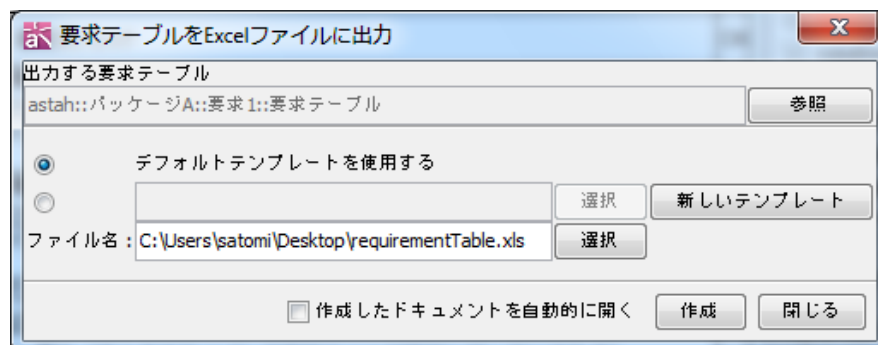 要求テーブルをExcelファイルに出力
出力する要求テーブル
astah::パッケージA::要求1::要求テーブル 参照
デフォルトテンプレートを使用する
選択 新しいテンプレート
ファイル名: C:\Users\satomi\Desktop\requirementTable.xls 選択
作成したドキュメントを自動的に開く 作成 閉じる